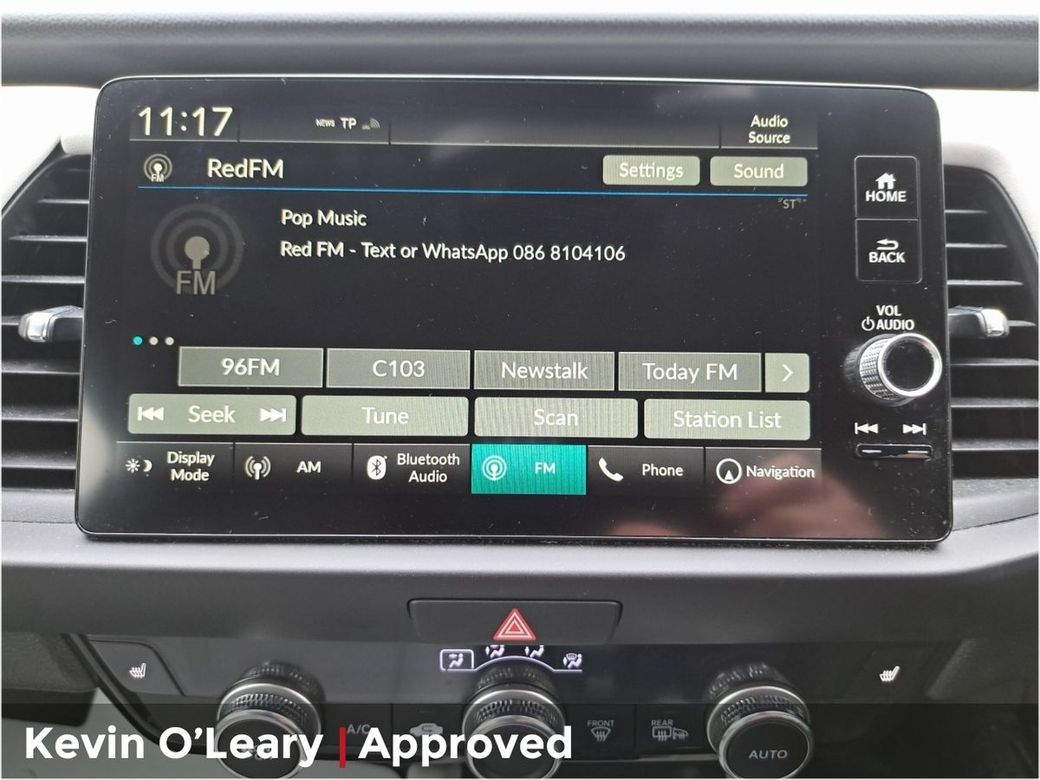 11:17
NEWS TP
Audio
Source
FM
RedFM
Settings
Sound
ST
Pop Music
Red FM - Text or WhatsApp 086 8104106
FM
96FM
C103
Newstalk
Today FM
Seek
Tune
Scan
Station List
Display
Mode
AM
Bluetooth
Audio
FM
Phone
Navigation
HOME
BACK
VOL
AUDIO
A/C
FRONT
REAR
AUTO
Kevin O'Leary | Approved